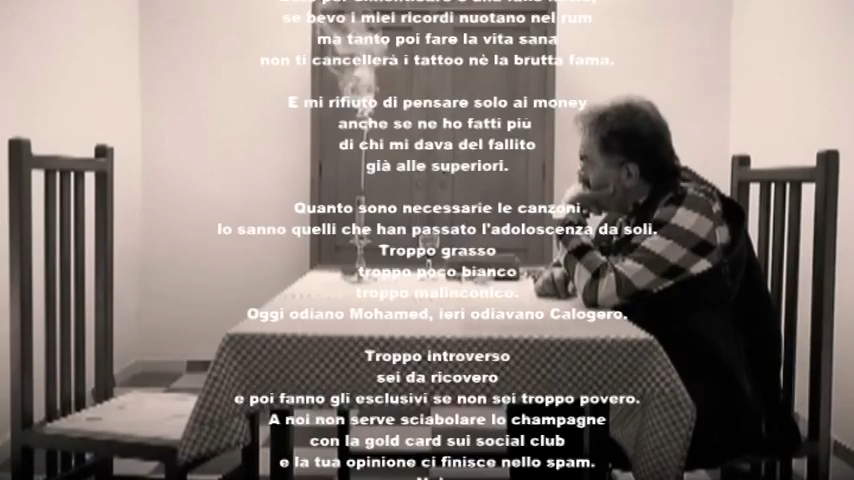 se bevo i miei ricordi nuotano nel rum
ma tanto poi fare la vita sana
non ti cancellerà i tattoo nè la brutta fama.
E mi rifiuto di pensare solo ai money
anche se ne ho fatti più
di chi mi dava del fallito
già alle superiori.
Quanto sono necessarie le canzoni
lo sanno quelli che han passato l'adoloscenza da soli.
Troppo grasso
troppo poco bianco
troppo malinconico.
Oggi odiano Mohamed, ieri odiavano Calogero.
Troppo introverso
sei da ricovero
e poi fanno gli esclusivi se non sei troppo povero.
A noi non serve sciabolare lo champagne
con la gold card sui social club
e la tua opinione ci finisce nello spam.